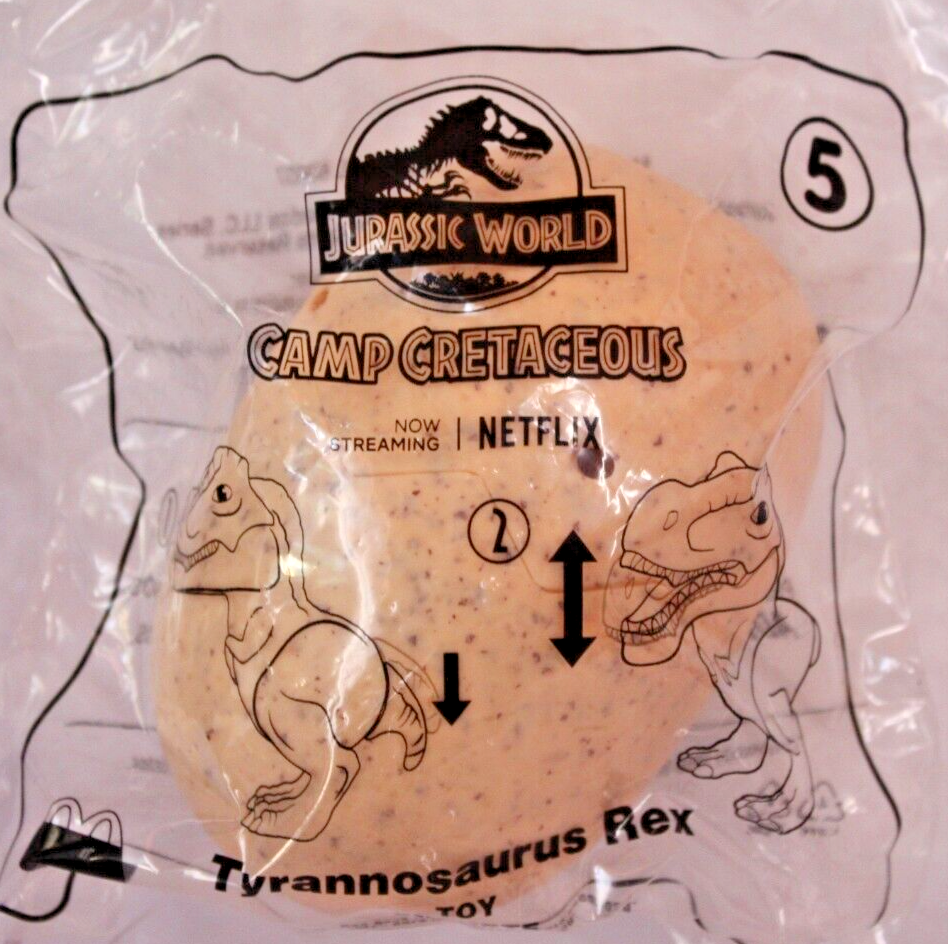 5
JURASSIC WORLD
CAMP CRETACEOUS
NOW
STREAMING | NETFLIX
2
Tyrannosaurus Rex
TOY